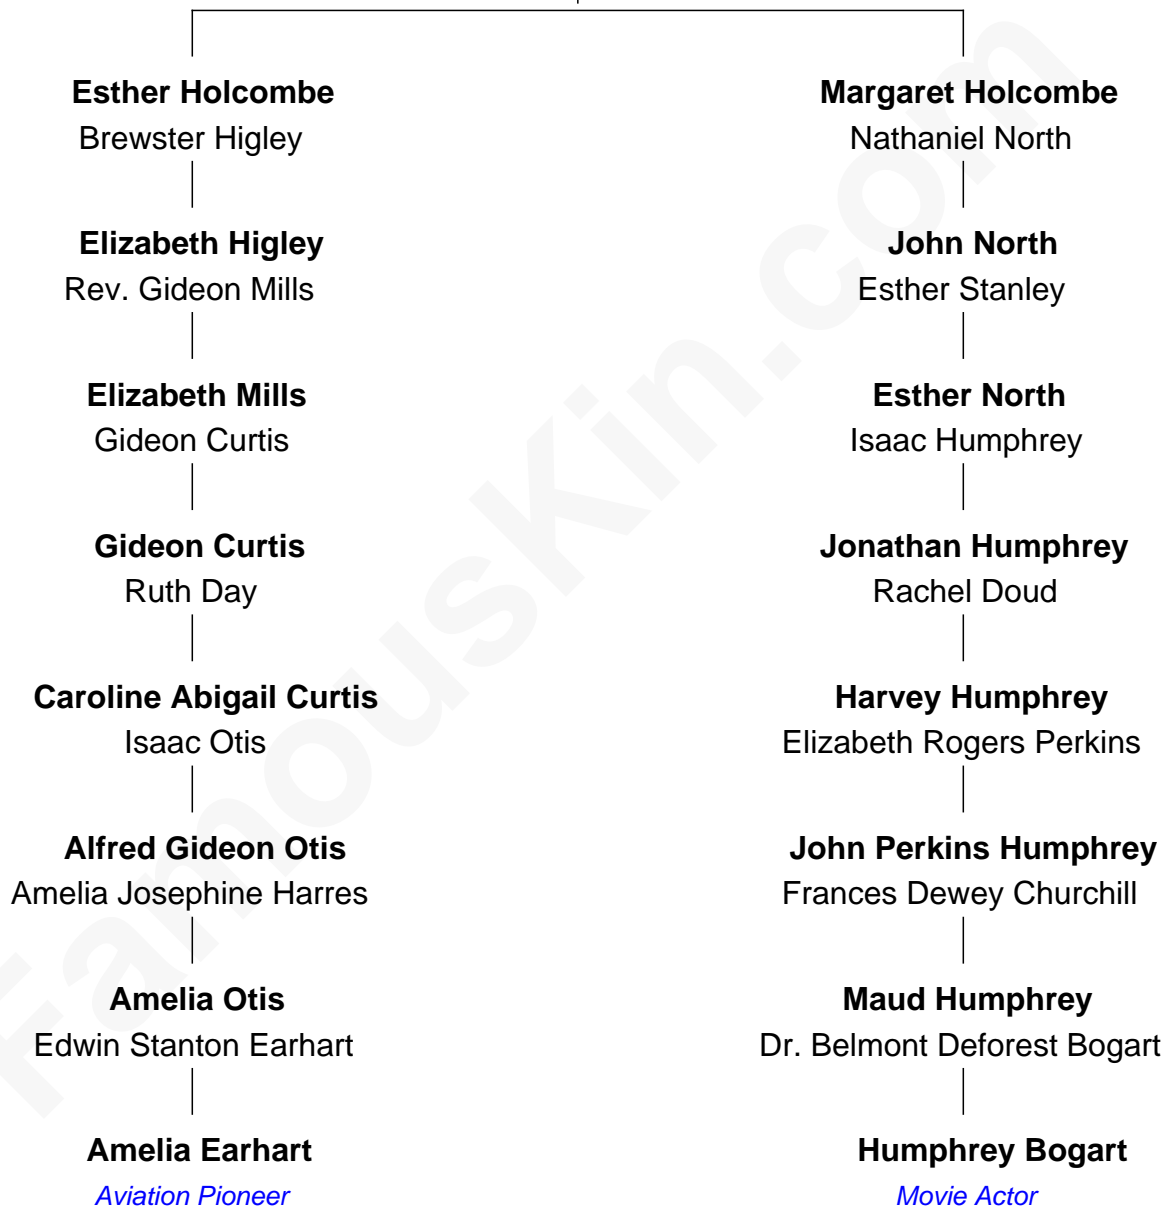 Esther Holcombe
Brewster Higley
Margaret Holcombe
Nathaniel North
Elizabeth Higley
Rev. Gideon Mills
John North
Esther Stanley
Elizabeth Mills
Gideon Curtis
Esther North
Isaac Humphrey
Gideon Curtis
Ruth Day
Jonathan Humphrey
Rachel Doud
Caroline Abigail Curtis
Isaac Otis
Harvey Humphrey
Elizabeth Rogers Perkins
Alfred Gideon Otis
Amelia Josephine Harres
John Perkins Humphrey
Frances Dewey Churchill
Amelia Otis
Edwin Stanton Earhart
Maud Humphrey
Dr. Belmont Deforest Bogart
Amelia Earhart
Aviation Pioneer
Humphrey Bogart
Movie Actor
FamousKin.com